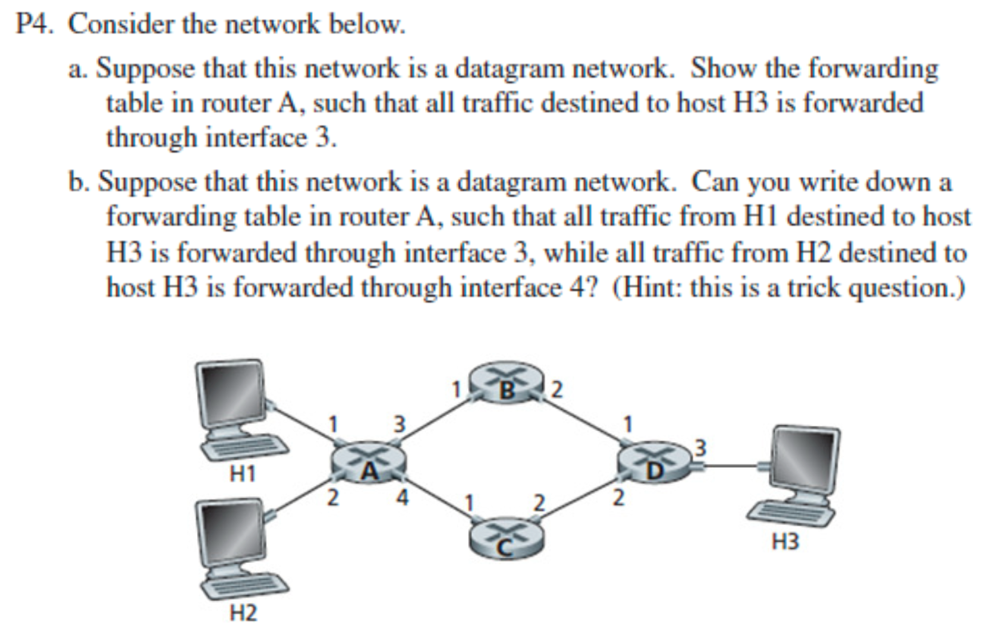 P4. Consider the network below.
a. Suppose that this network is a datagram network. Show the forwarding
table in router A, such that all traffic destined to host H3 is forwarded
through interface 3.
b. Suppose that this network is a datagram network. Can you write down a
forwarding table in router A, such that all traffic from H1 destined to host
H3 is forwarded through interface 3, while all traffic from H2 destined to
host H3 is forwarded through interface 4? (Hint: this is a trick question.)
1 B 2
1 3
1
3
H1
A
D
2
4
1
2
2
C
H3
H2